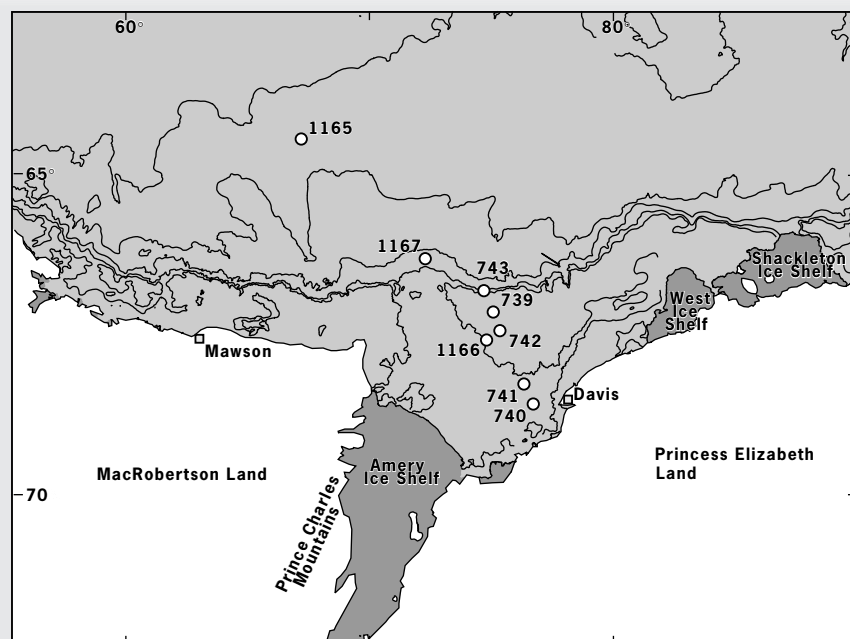 60°
80°
1165
65°
1167
743
Shackleton
Ice Shelf
739
West
Ice
Shelf
742
1166
Mawson
741
Davis
740
Princess Elizabeth
Land
Amery
Ice Shelf
MacRobertson Land
70
Prince Charles
Mountains